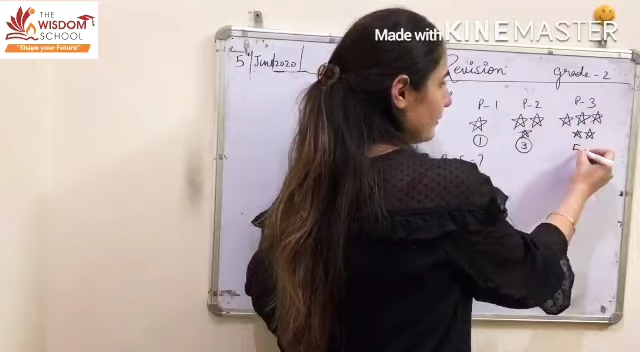 THE
WISDOM
SCHOOL
"Shape your Future"
Made with KINEMASTER
5 June 2020
Revision
Grade - 2
P-1 P-2 P-3
1 3 5